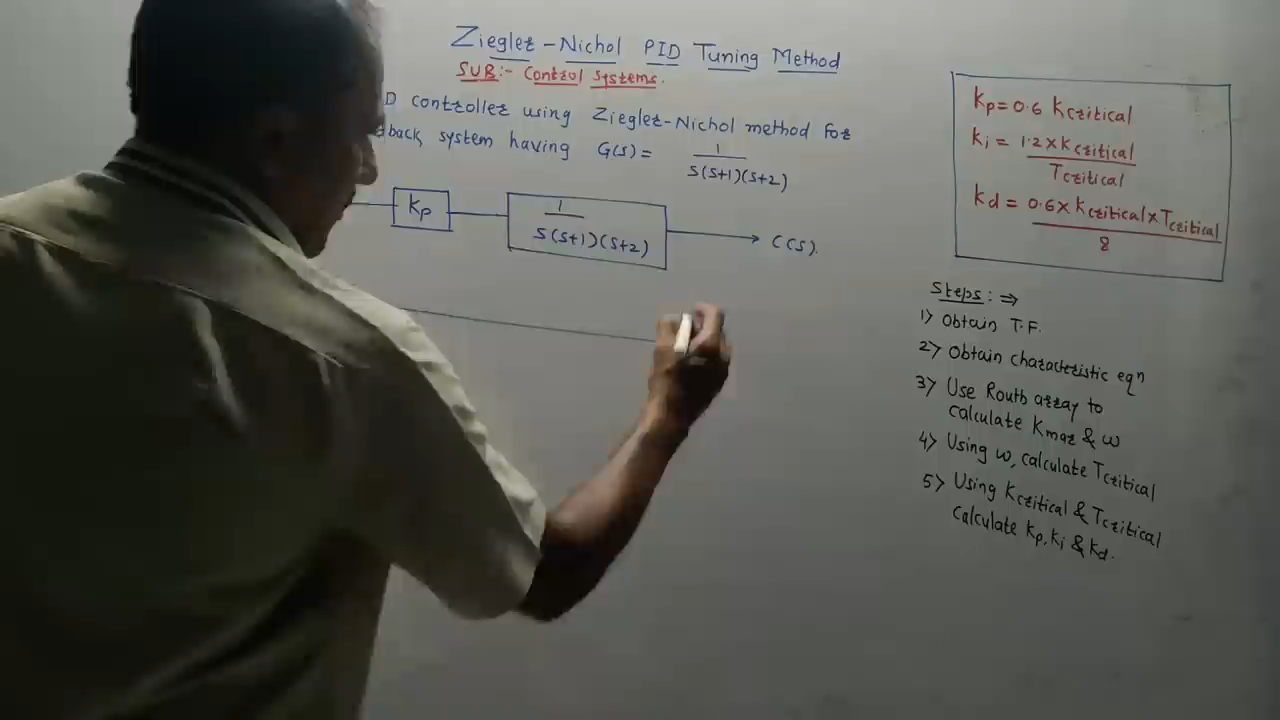 Ziegler-Nichol PID Tuning Method
SUB:- Control Systems.
D controller using Ziegler-Nichol method For
dback system having G(s) = 1 / s(s+1)(s+2)
Kp
1 / s(s+1)(s+2)
C(s).
Kp = 0.6 Kcritical
Ki = 1.2 x Kcritical / Tcritical
Kd = 0.6 x Kcritical x Tcritical / 8
Steps: ⇒
1> Obtain T.F.
2> Obtain characteristic eqn
3> Use Routh array to
calculate Kmar & ω
4> Using ω, calculate Tcritical
5> Using Kcritical & Tcritical
calculate Kp, Ki & Kd.